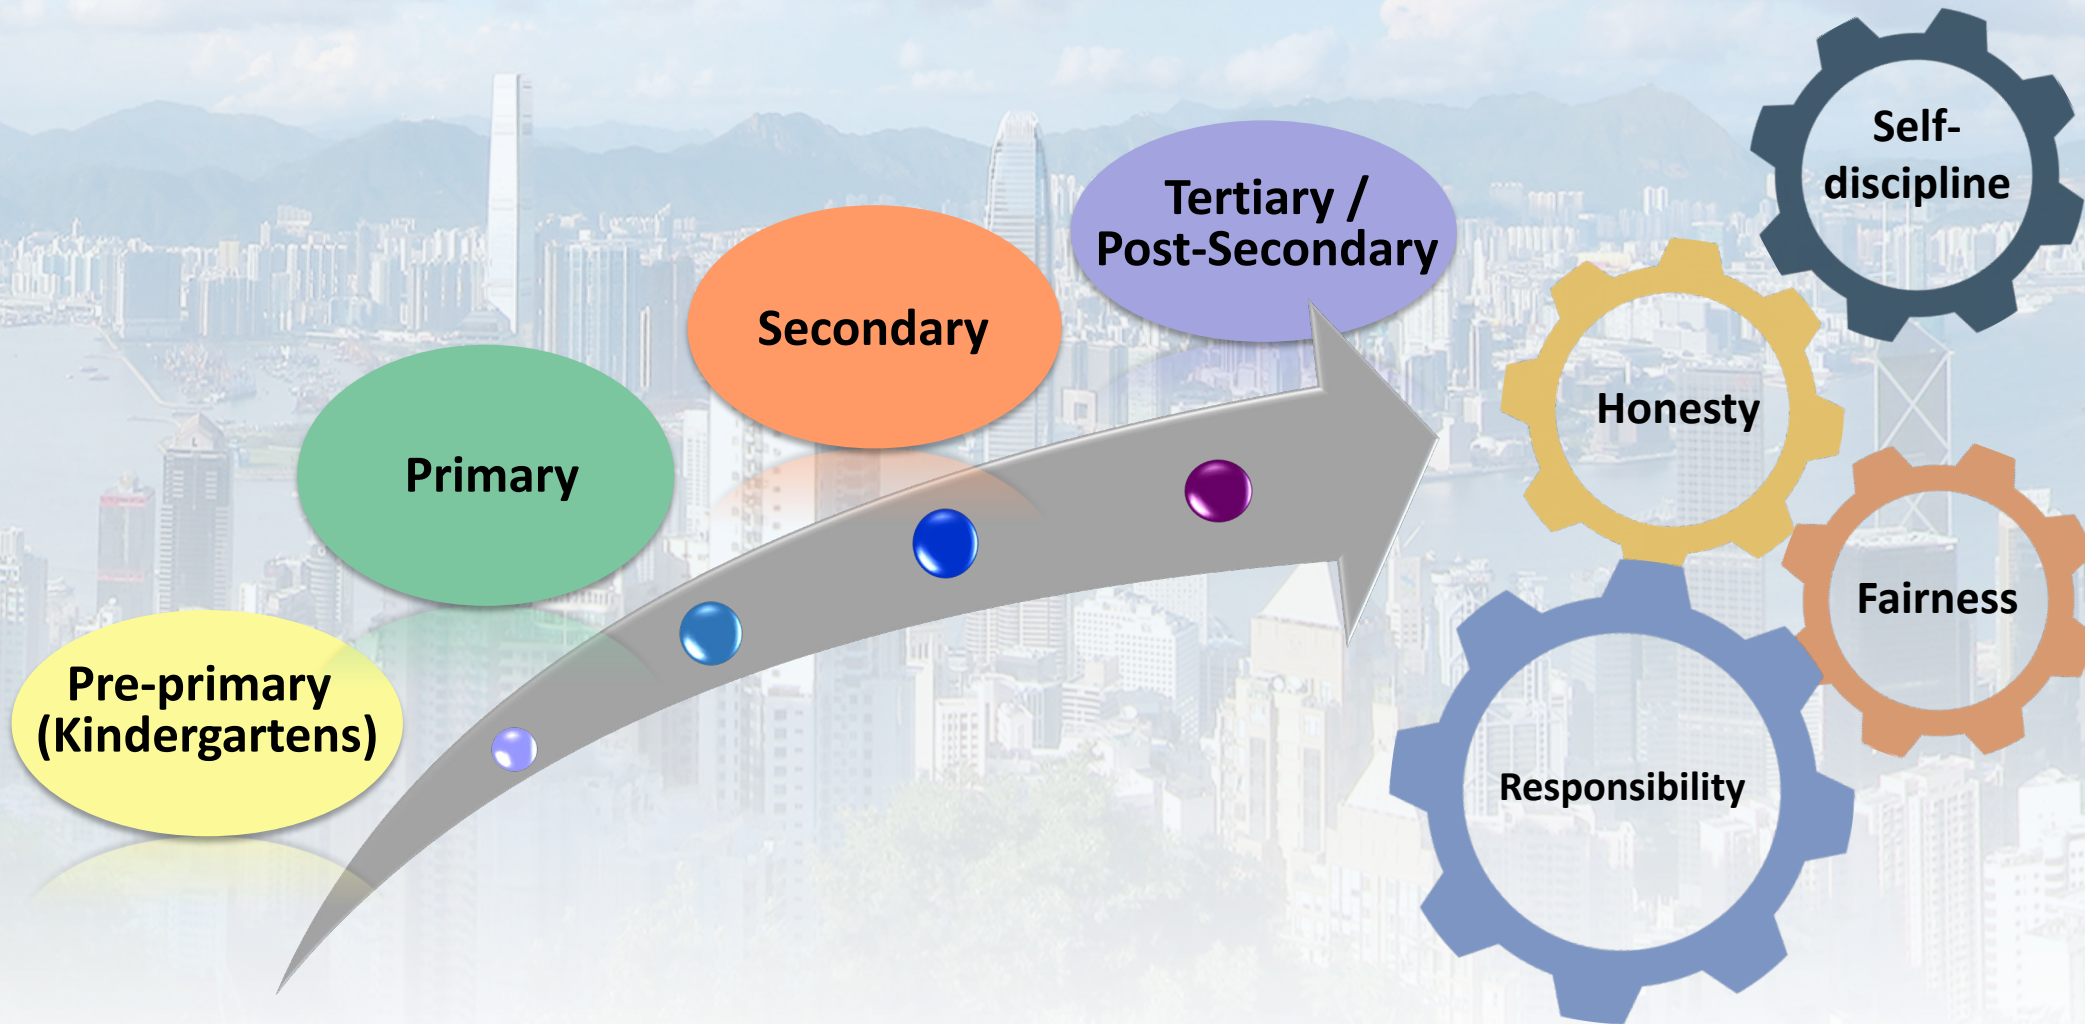 Pre-primary
(Kindergartens)
Primary
Secondary
Tertiary /
Post-Secondary
Self-
discipline
Honesty
Fairness
Responsibility